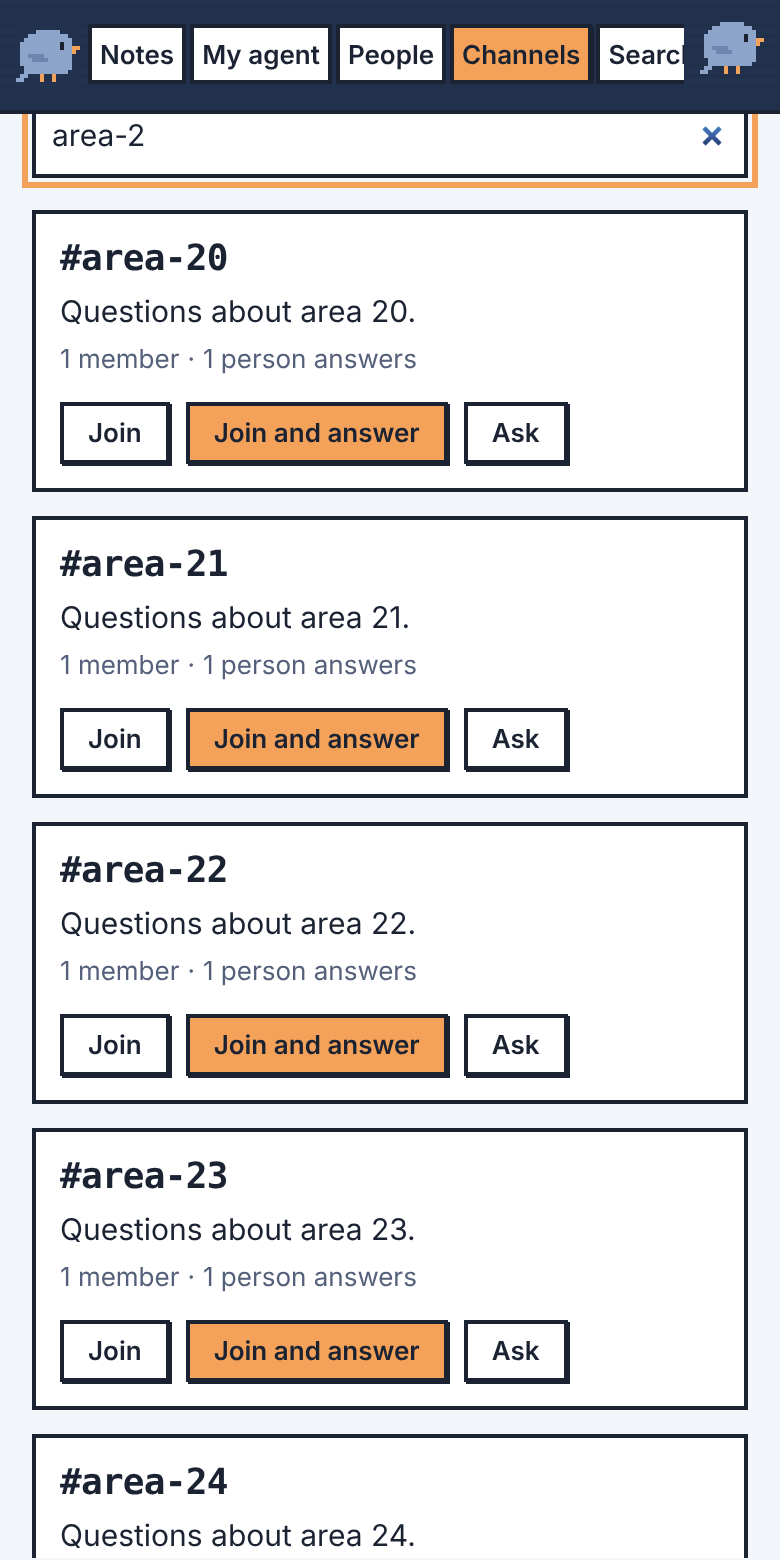 Notes My agent People Channels Search
area-2 ×
#area-20
Questions about area 20.
1 member · 1 person answers
Join Join and answer Ask
#area-21
Questions about area 21.
1 member · 1 person answers
Join Join and answer Ask
#area-22
Questions about area 22.
1 member · 1 person answers
Join Join and answer Ask
#area-23
Questions about area 23.
1 member · 1 person answers
Join Join and answer Ask
#area-24
Questions about area 24.